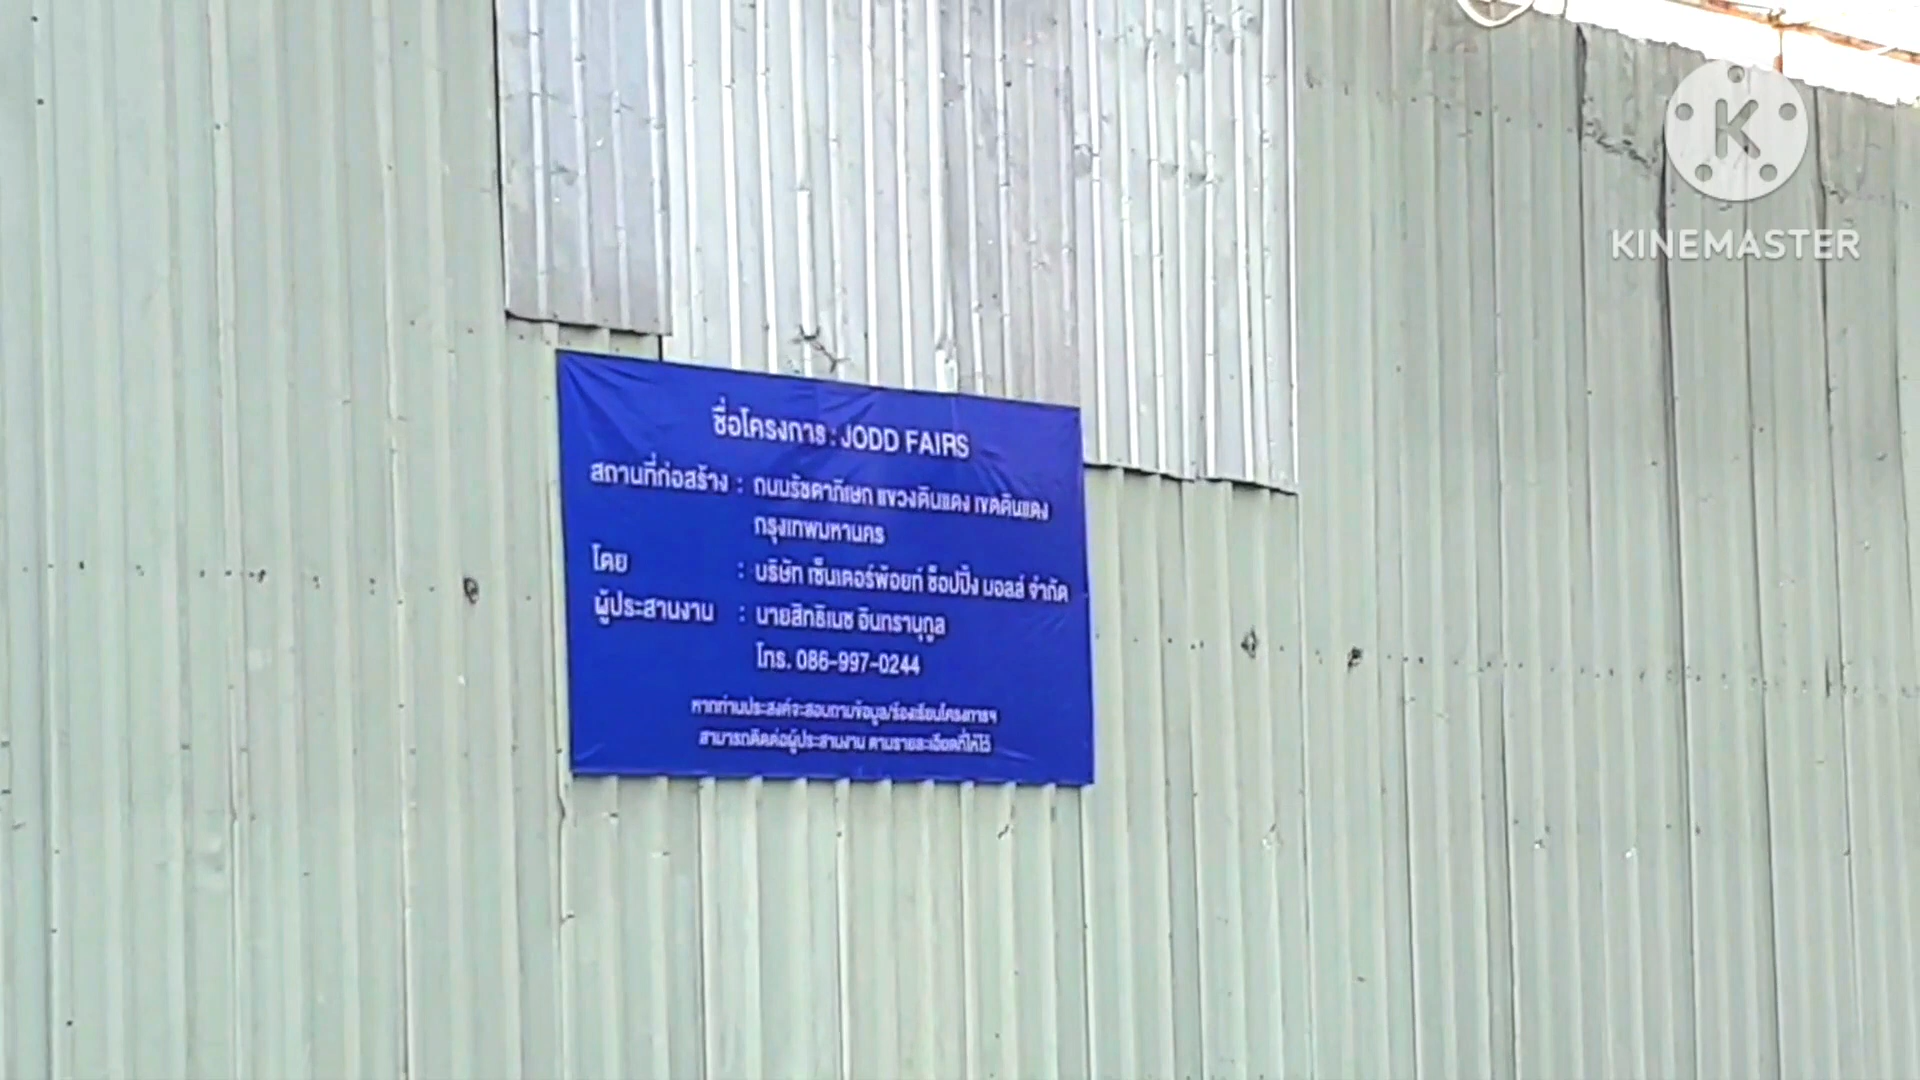 KINEMASTER
ชื่อโครงการ : JODD FAIRS
สถานที่ก่อสร้าง : ถนนรัชดาภิเษก แขวงดินแดง เขตดินแดง
กรุงเทพมหานคร
โดย : บริษัท เซ็นเตอร์พ้อยท์ ช็อปปิ้ง มอลล์ จำกัด
ผู้ประสานงาน : นายสิทธิเนช อินทรานุกูล
โทร. 086-997-0244
หากท่านประสงค์จะสอบถามข้อมูล/ร้องเรียนโครงการฯ
สามารถติดต่อผู้ประสานงาน ตามรายละเอียดที่ให้ไว้